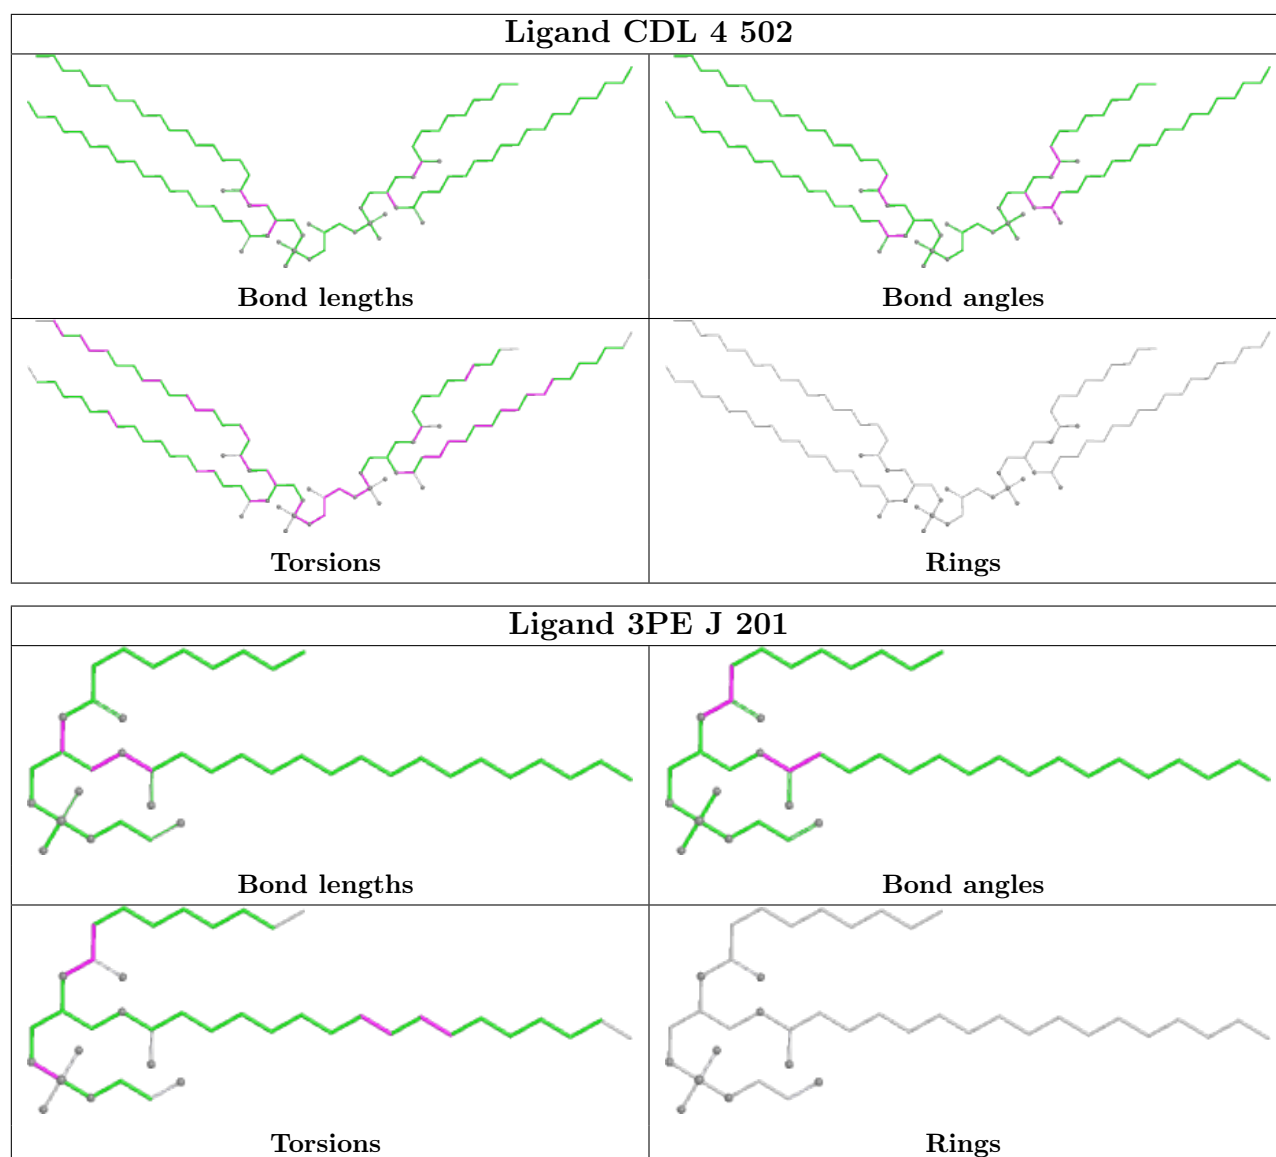 Ligand CDL 4 502
Bond lengths
Bond angles
Torsions
Rings
Ligand 3PE J 201
Bond lengths
Bond angles
Torsions
Rings